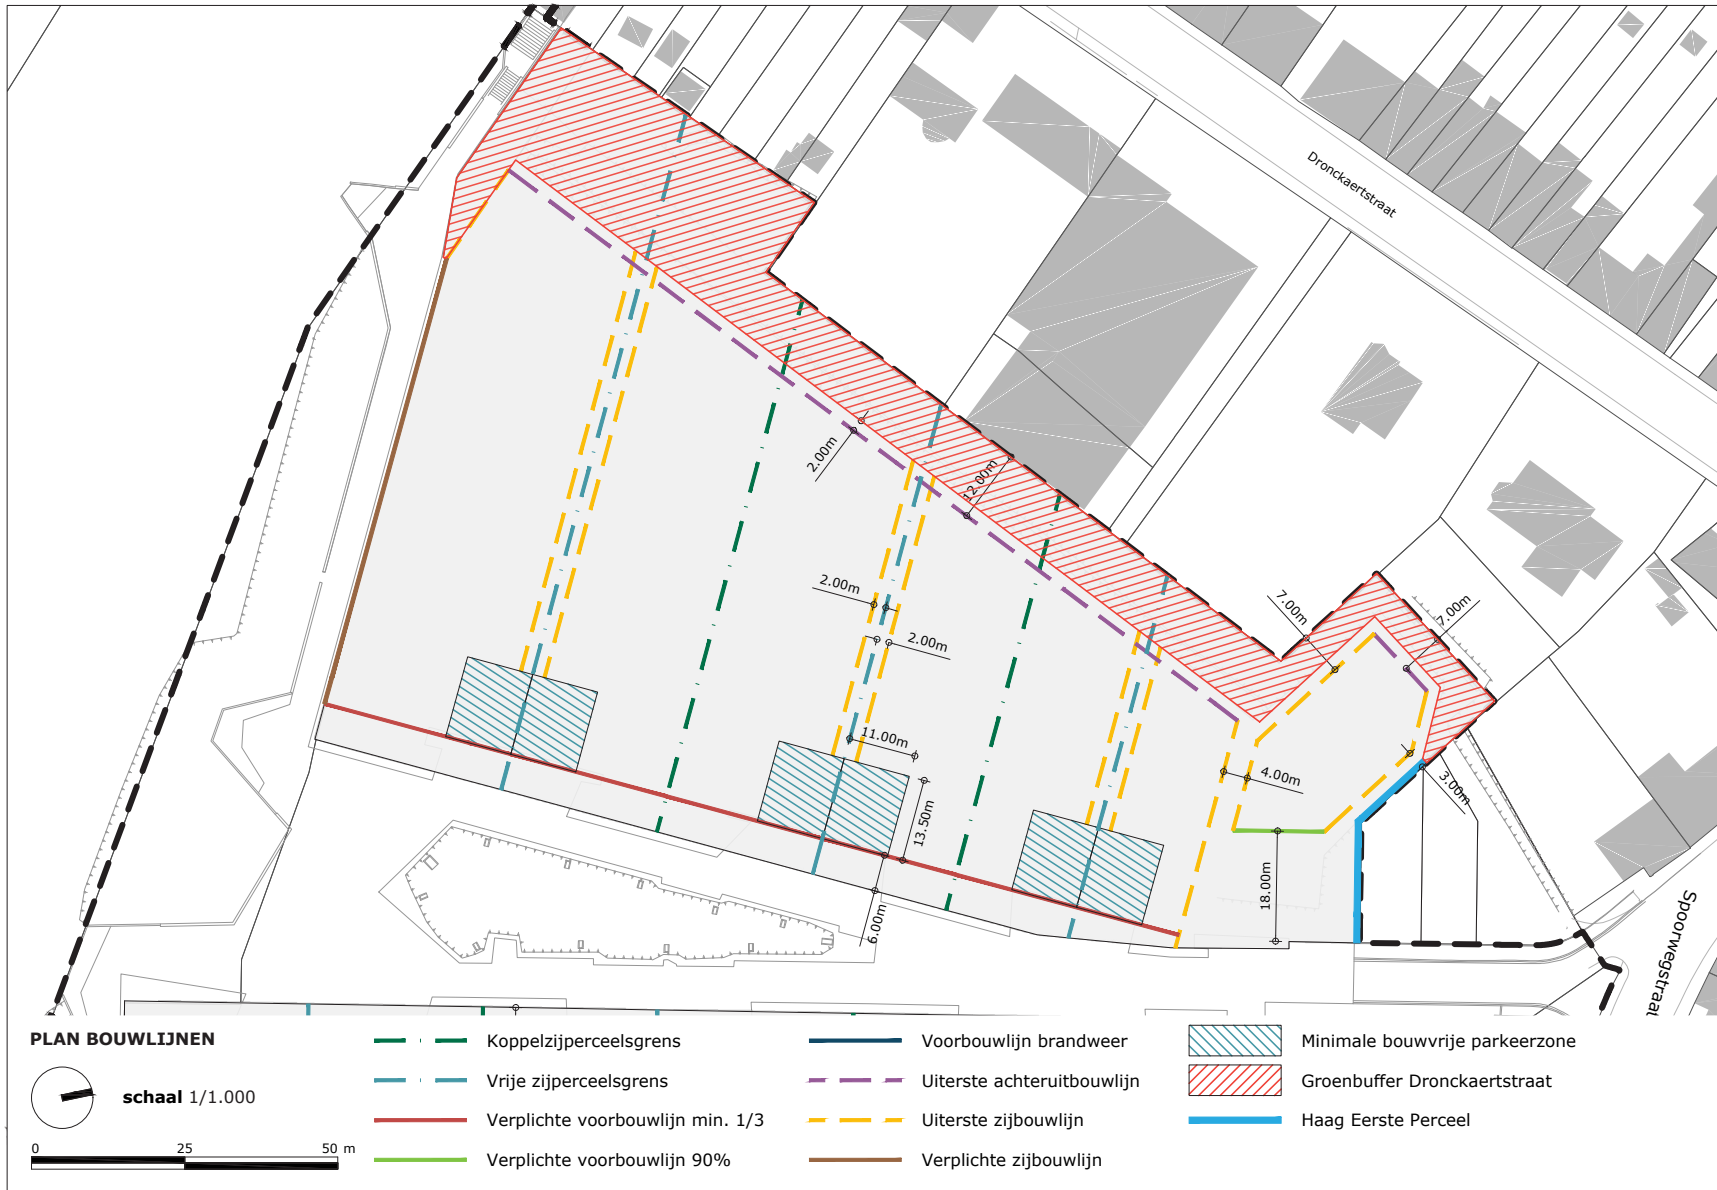 Dronckaertstraat
2.00m
12.00m
2.00m
2.00m
7.00m
7.00m
11.00m
13.50m
4.00m
3.00m
18.00m
6.00m
Spoorwegstraat
PLAN BOUWLIJNEN
schaal 1/1.000
0 25 50 m
Koppelzijperceelsgrens
Vrije zijperceelsgrens
Verplichte voorbouwlijn min. 1/3
Verplichte voorbouwlijn 90%
Voorbouwlijn brandweer
Uiterste achteruitbouwlijn
Uiterste zijbouwlijn
Verplichte zijbouwlijn
Minimale bouwvrije parkeerzone
Groenbuffer Dronckaertstraat
Haag Eerste Perceel